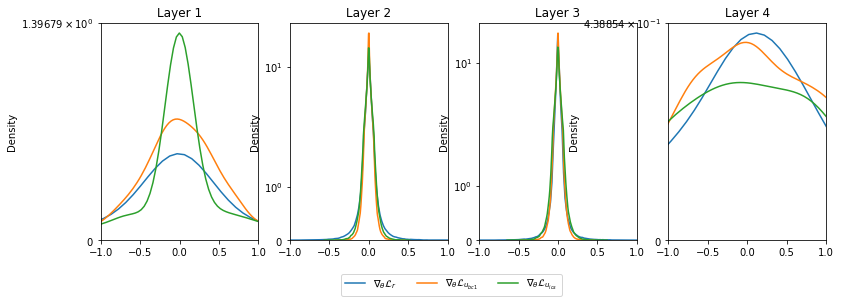 Layer 1
Layer 2
Layer 3
Layer 4
1.39679 × 10⁰
10¹
10¹
4.38854 × 10⁻¹
Density
Density
Density
Density
10⁰
10⁰
0
0
0
0
−1.0 −0.5 0.0 0.5 1.0
−1.0 −0.5 0.0 0.5 1.0
−1.0 −0.5 0.0 0.5 1.0
−1.0 −0.5 0.0 0.5 1.0
∇θℒr ∇θℒu_bc1 ∇θℒu_ics